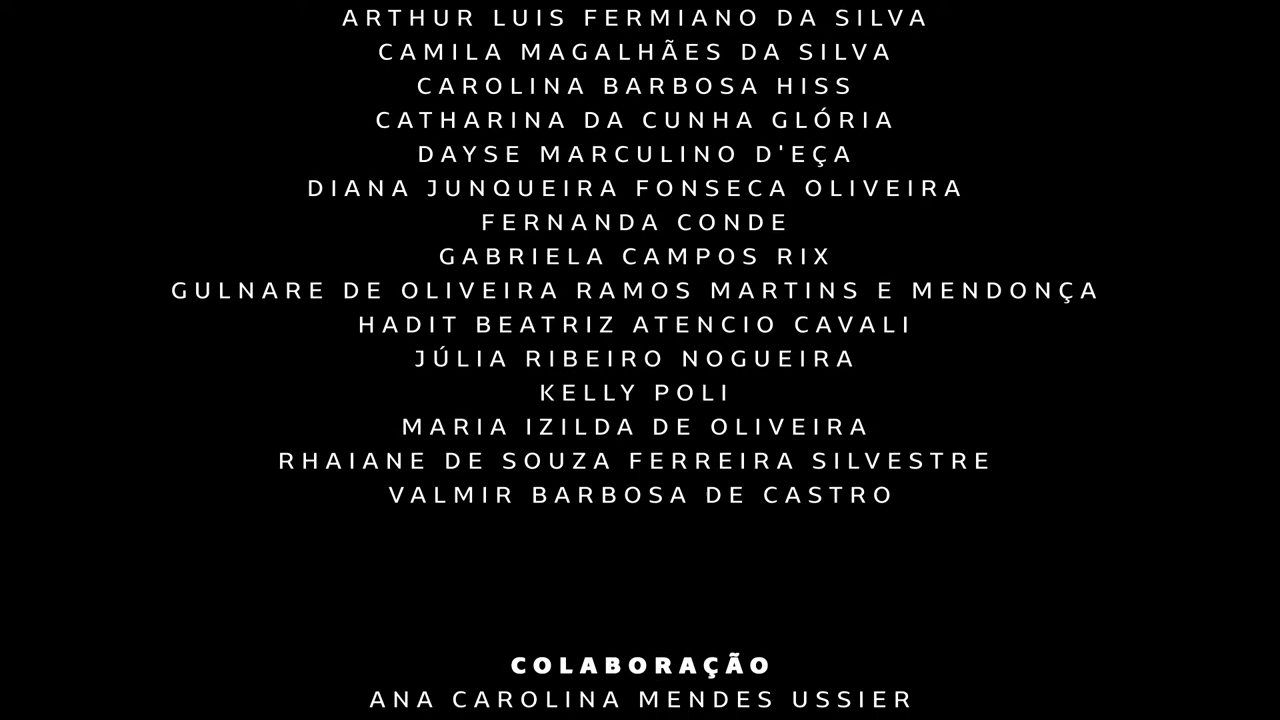 ARTHUR LUIS FERMIANO DA SILVA
CAMILA MAGALHÃES DA SILVA
CAROLINA BARBOSA HISS
CATHARINA DA CUNHA GLÓRIA
DAYSE MARCULINO D'EÇA
DIANA JUNQUEIRA FONSECA OLIVEIRA
FERNANDA CONDE
GABRIELA CAMPOS RIX
GULNARE DE OLIVEIRA RAMOS MARTINS E MENDONÇA
HADIT BEATRIZ ATENCIO CAVALI
JÚLIA RIBEIRO NOGUEIRA
KELLY POLI
MARIA IZILDA DE OLIVEIRA
RHAIANE DE SOUZA FERREIRA SILVESTRE
VALMIR BARBOSA DE CASTRO
COLABORAÇÃO
ANA CAROLINA MENDES USSIER